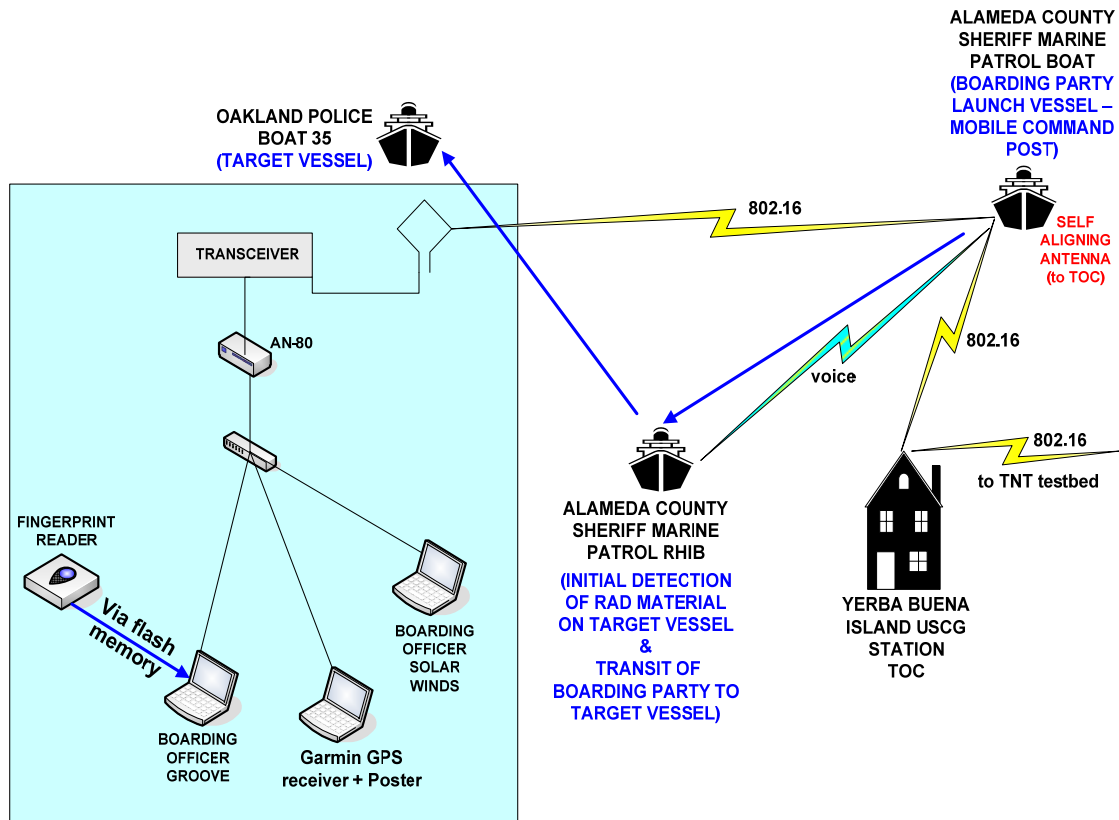 ALAMEDA COUNTY
SHERIFF MARINE
PATROL BOAT
(BOARDING PARTY
LAUNCH VESSEL –
MOBILE COMMAND
POST)
OAKLAND POLICE
BOAT 35
(TARGET VESSEL)
802.16
SELF
ALIGNING
ANTENNA
(to TOC)
TRANSCEIVER
AN-80
802.16
voice
802.16
to TNT testbed
ALAMEDA COUNTY
SHERIFF MARINE
PATROL RHIB
(INITIAL DETECTION
OF RAD MATERIAL
ON TARGET VESSEL
&
TRANSIT OF
BOARDING PARTY TO
TARGET VESSEL)
YERBA BUENA
ISLAND USCG
STATION
TOC
FINGERPRINT
READER
Via flash
memory
BOARDING
OFFICER
SOLAR
WINDS
BOARDING
OFFICER
GROOVE
Garmin GPS
receiver + Poster